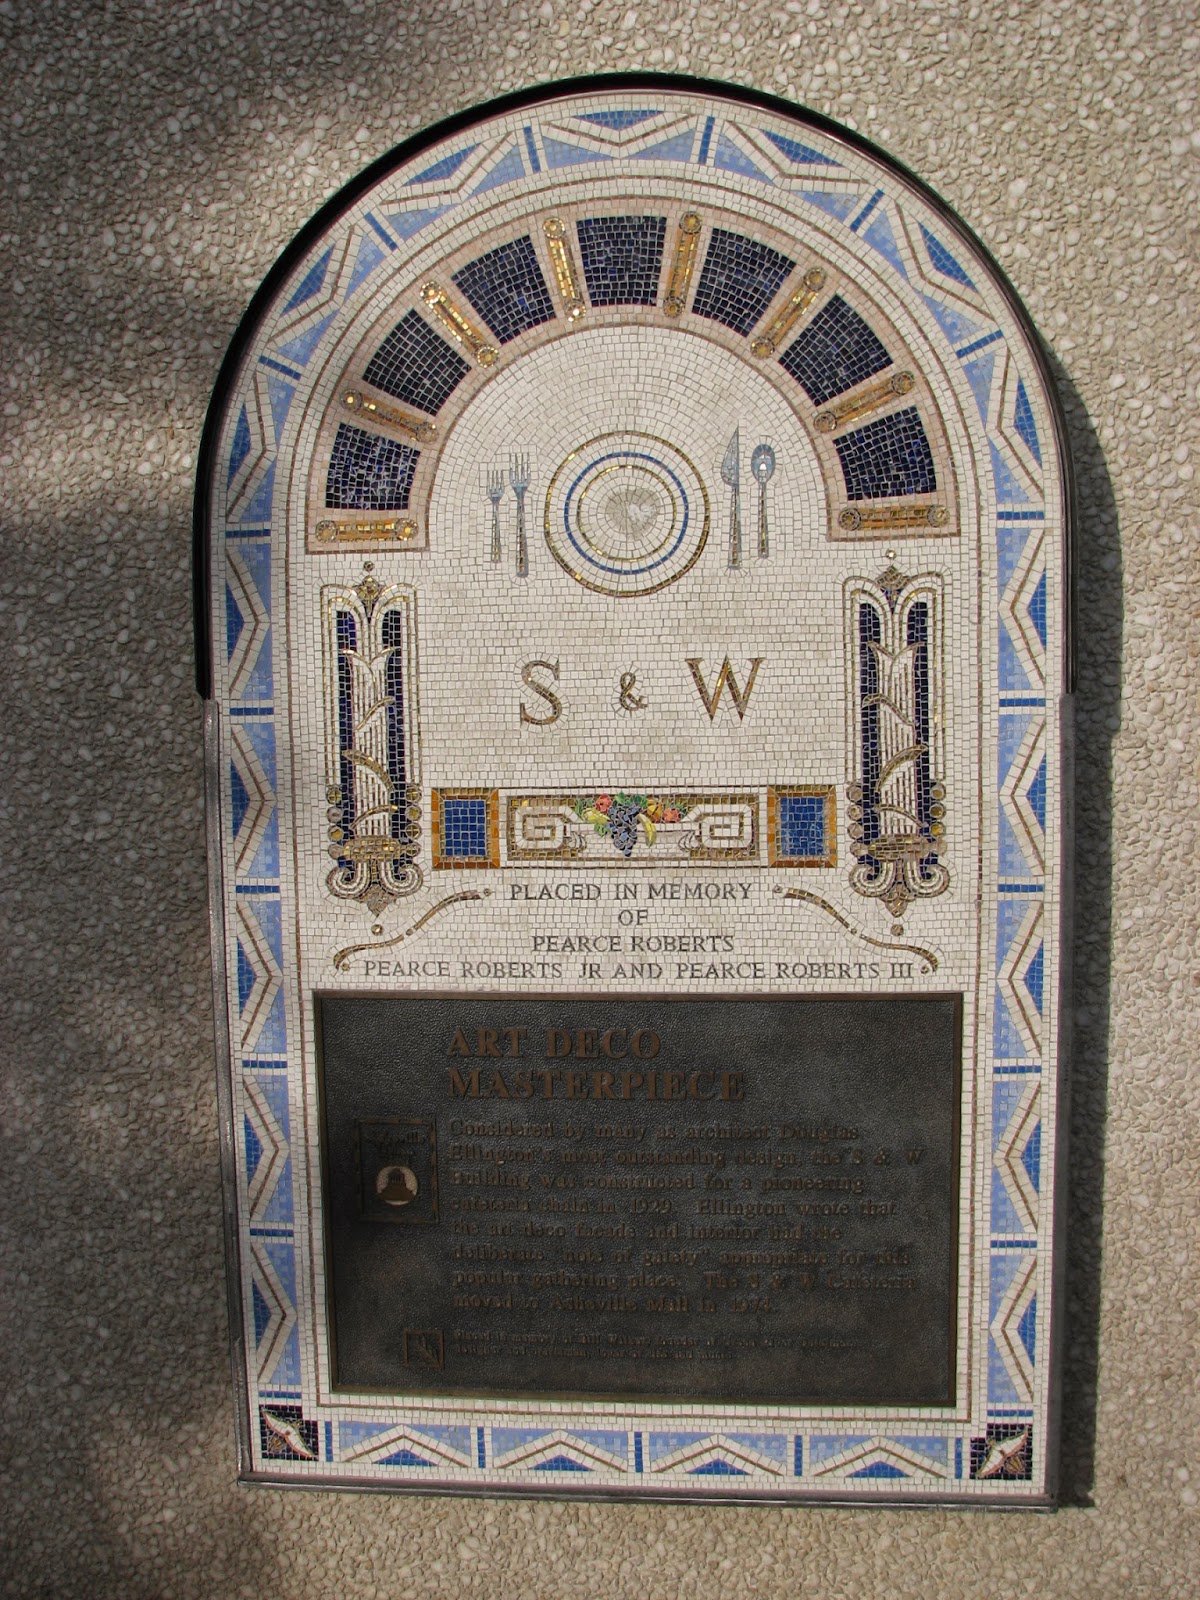 S & W
PLACED IN MEMORY
OF
PEARCE ROBERTS
PEARCE ROBERTS JR AND PEARCE ROBERTS III
ART DECO
MASTERPIECE
Considered by many as architect Douglas
Ellington's most outstanding design, the S & W
Building was constructed for a pioneering
cafeteria chain in 1929. Ellington wrote that
the art deco facade and interior had the
deliberate "note of gaiety" appropriate for this
popular gathering place. The S & W Cafeteria
moved to Asheville Mall in 1974.